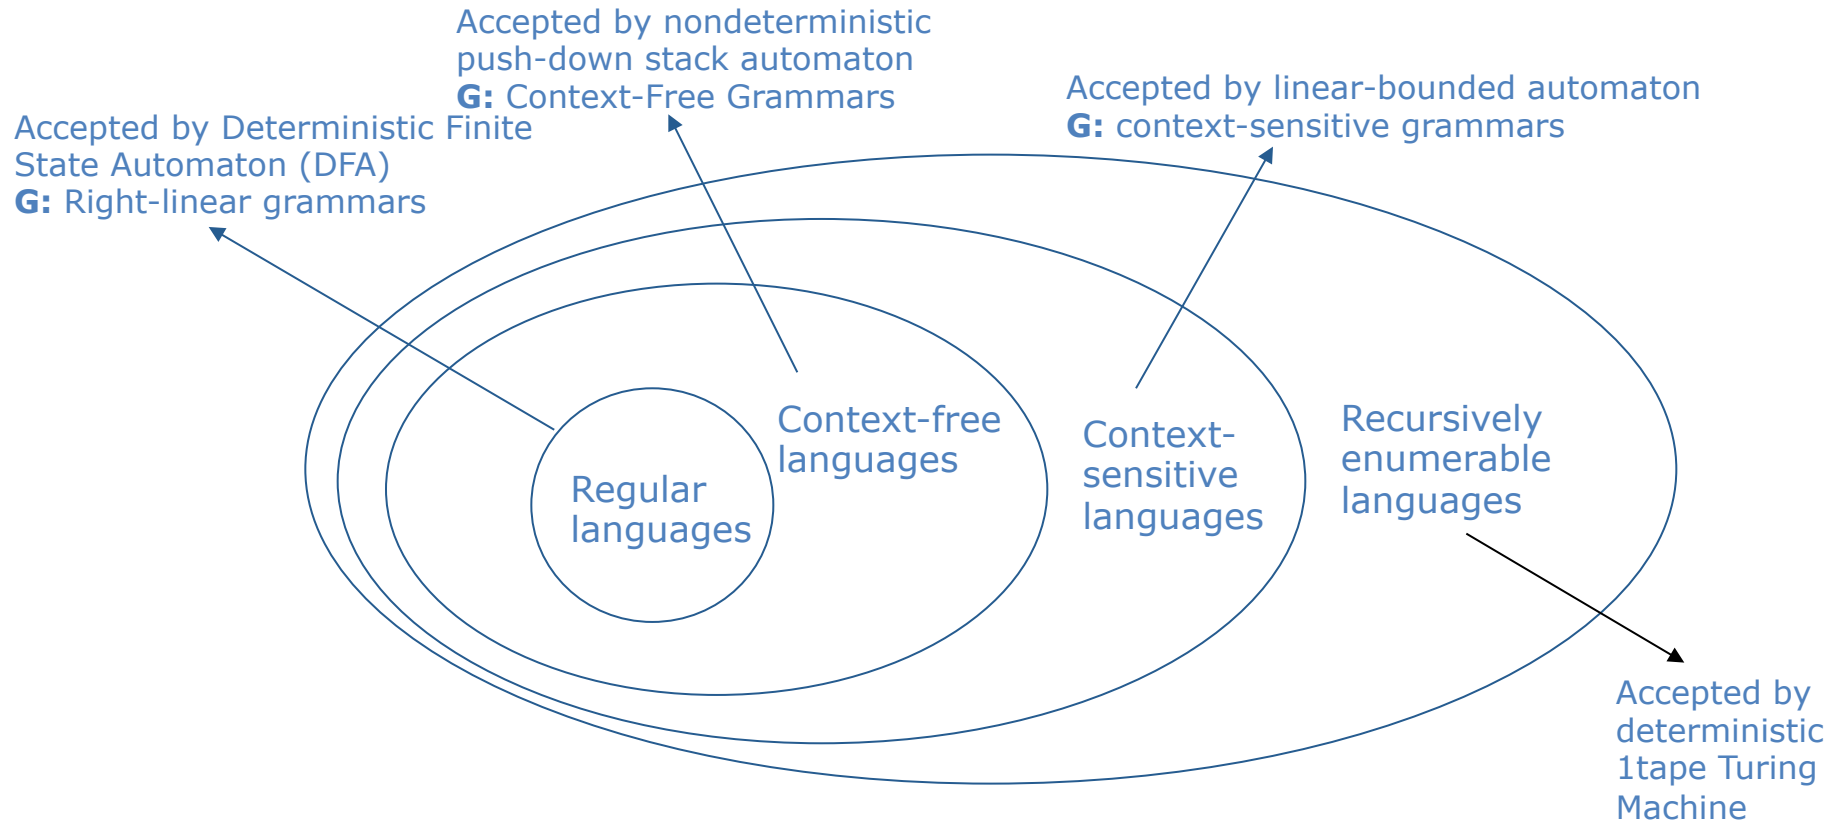 Accepted by nondeterministic
push-down stack automaton
G: Context-Free Grammars
Accepted by linear-bounded automaton
G: context-sensitive grammars
Accepted by Deterministic Finite
State Automaton (DFA)
G: Right-linear grammars
Regular
languages
Context-free
languages
Context-
sensitive
languages
Recursively
enumerable
languages
Accepted by
deterministic
1tape Turing
Machine